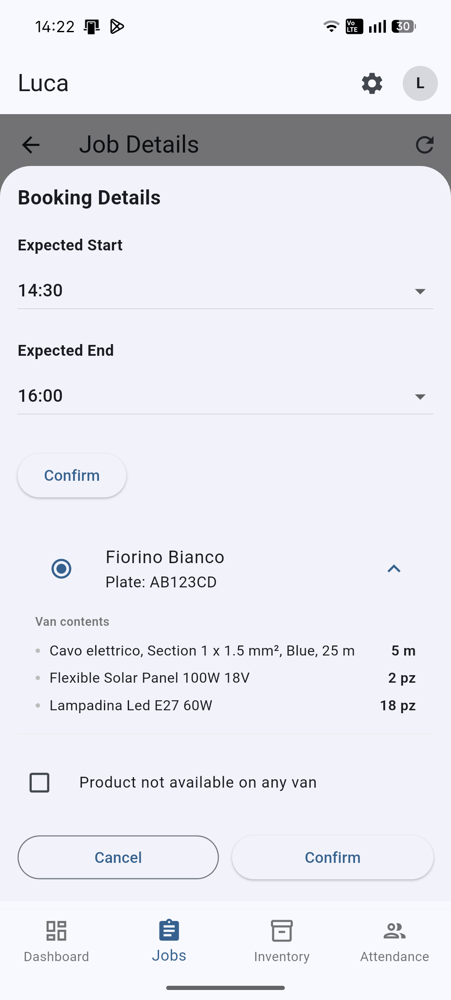 14:22
Vo
LTE
30
Luca
L
Job Details
Booking Details
Expected Start
14:30
Expected End
16:00
Confirm
Fiorino Bianco
Plate: AB123CD
Van contents
Cavo elettrico, Section 1 x 1.5 mm², Blue, 25 m 5 m
Flexible Solar Panel 100W 18V 2 pz
Lampadina Led E27 60W 18 pz
Product not available on any van
Cancel Confirm
Dashboard Jobs Inventory Attendance